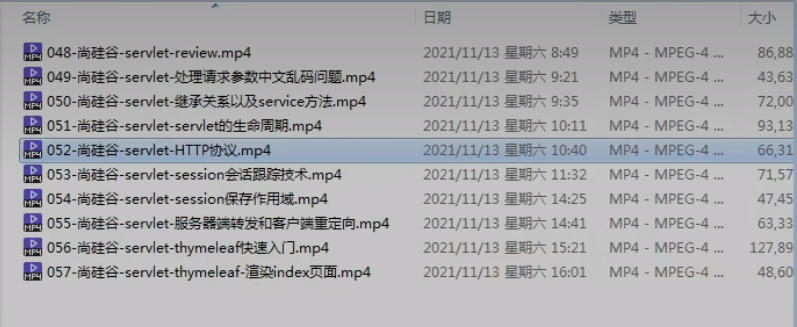 名称 日期 类型 大小
048-尚硅谷-servlet-review.mp4 2021/11/13 星期六 8:49 MP4 - MPEG-4 ... 86,88
049-尚硅谷-servlet-处理请求参数中文乱码问题.mp4 2021/11/13 星期六 9:21 MP4 - MPEG-4 ... 43,63
050-尚硅谷-servlet-继承关系以及service方法.mp4 2021/11/13 星期六 9:35 MP4 - MPEG-4 ... 72,00
051-尚硅谷-servlet-servlet的生命周期.mp4 2021/11/13 星期六 10:11 MP4 - MPEG-4 ... 93,13
052-尚硅谷-servlet-HTTP协议.mp4 2021/11/13 星期六 10:40 MP4 - MPEG-4 ... 66,31
053-尚硅谷-servlet-session会话跟踪技术.mp4 2021/11/13 星期六 11:32 MP4 - MPEG-4 ... 71,57
054-尚硅谷-servlet-session保存作用域.mp4 2021/11/13 星期六 14:25 MP4 - MPEG-4 ... 47,45
055-尚硅谷-servlet-服务器端转发和客户端重定向.mp4 2021/11/13 星期六 14:41 MP4 - MPEG-4 ... 63,33
056-尚硅谷-servlet-thymeleaf快速入门.mp4 2021/11/13 星期六 15:21 MP4 - MPEG-4 ... 127,89
057-尚硅谷-servlet-thymeleaf-渲染index页面.mp4 2021/11/13 星期六 16:01 MP4 - MPEG-4 ... 48,60